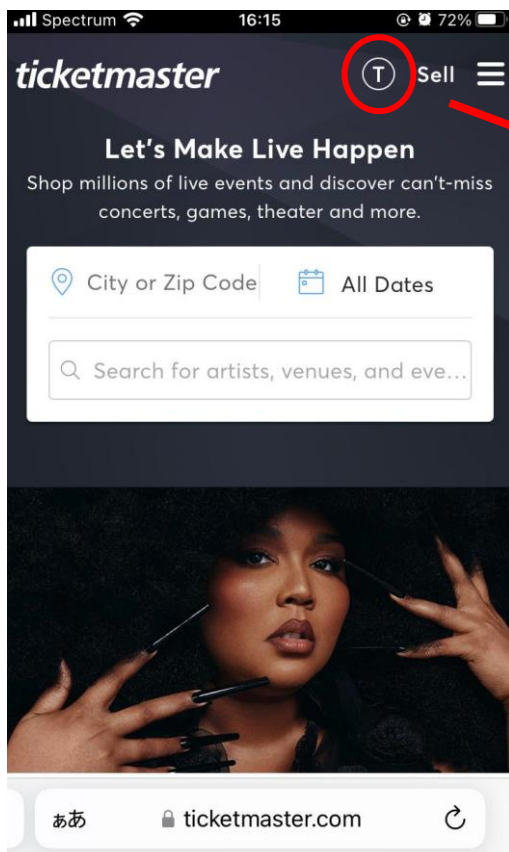 Spectrum 16:15 72%
ticketmaster T Sell
Let's Make Live Happen
Shop millions of live events and discover can't-miss
concerts, games, theater and more.
City or Zip Code All Dates
Search for artists, venues, and eve...
ぁあ ticketmaster.com